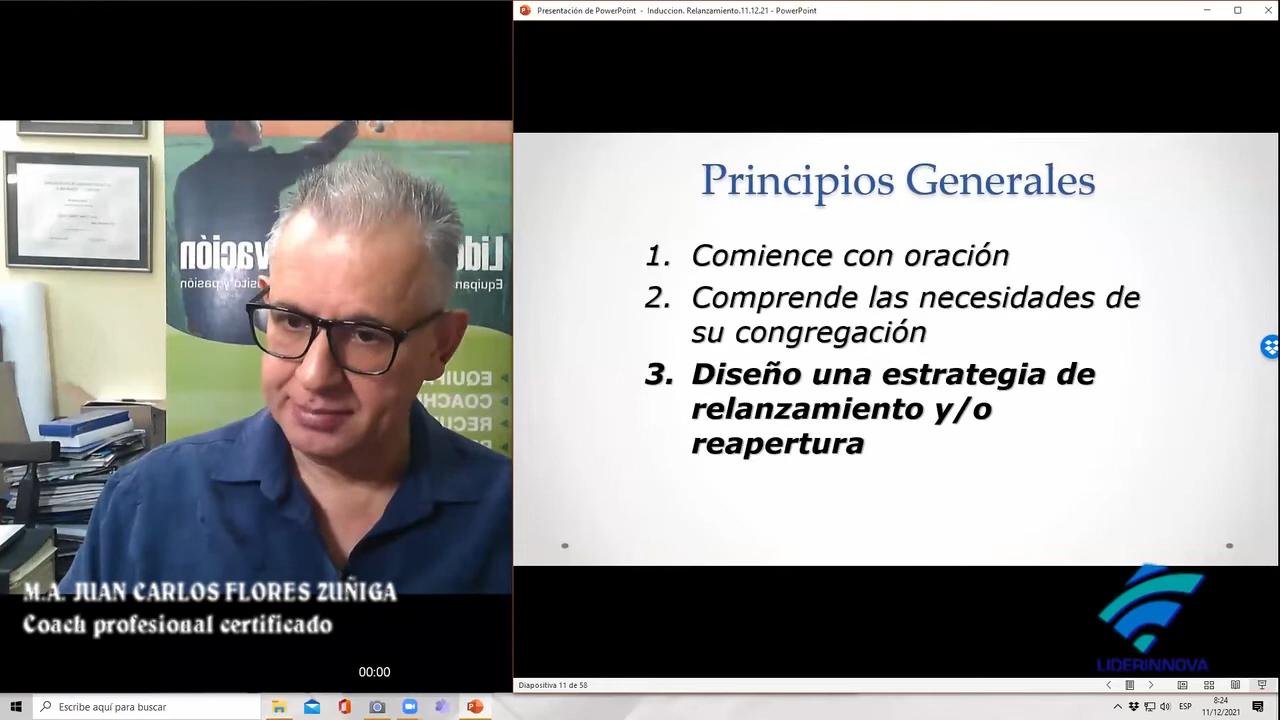 Presentación de PowerPoint - Induccion. Relanzamiento.11.12.21 - PowerPoint
Principios Generales
1. Comience con oración
2. Comprende las necesidades de
su congregación
3. Diseño una estrategia de
relanzamiento y/o
reapertura
M.A. JUAN CARLOS FLORES ZUÑIGA
Coach profesional certificado
00:00
LIDERINNOVA
Diapositiva 11 de 58
Escribe aquí para buscar
ESP
8:24
11/12/2021